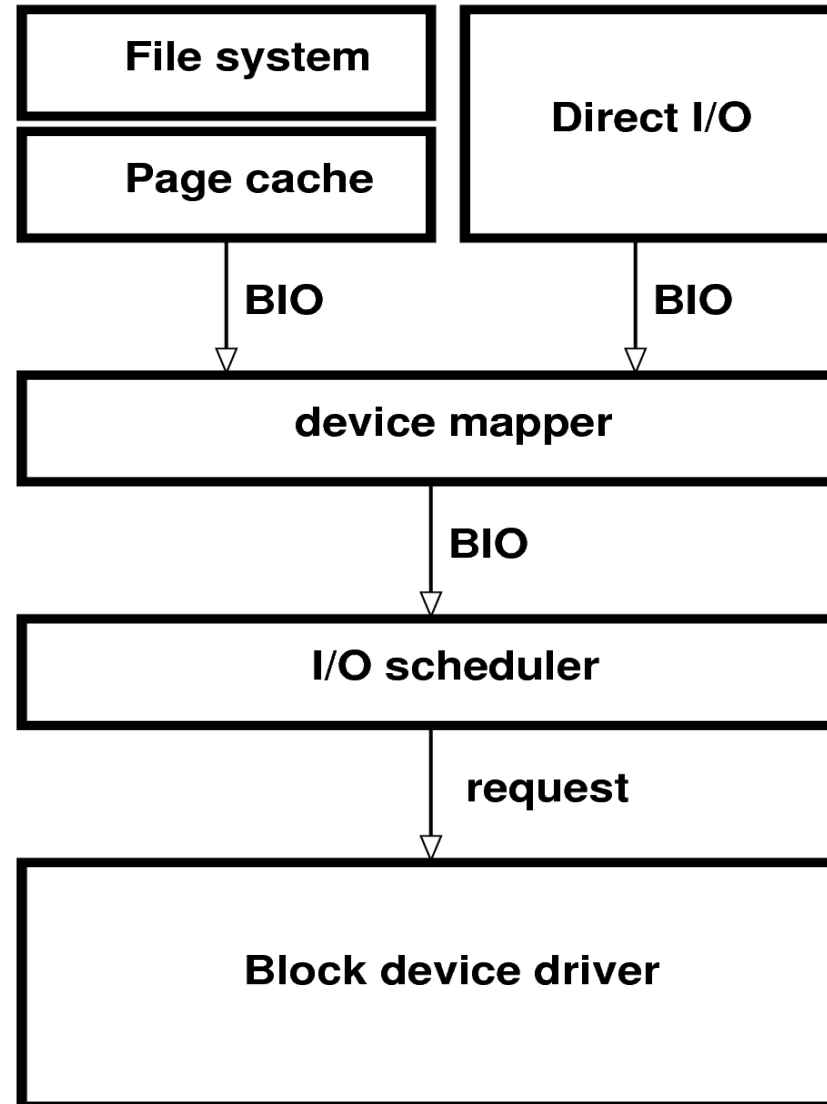 File system
Direct I/O
Page cache
BIO
BIO
device mapper
BIO
I/O scheduler
request
Block device driver